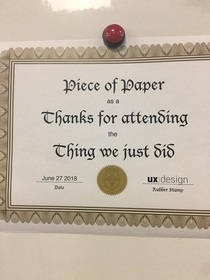 Piece of Paper
as a
Thanks for attending
the
Thing we just did
June 27 2018
Date
ux:design
Rubber Stamp